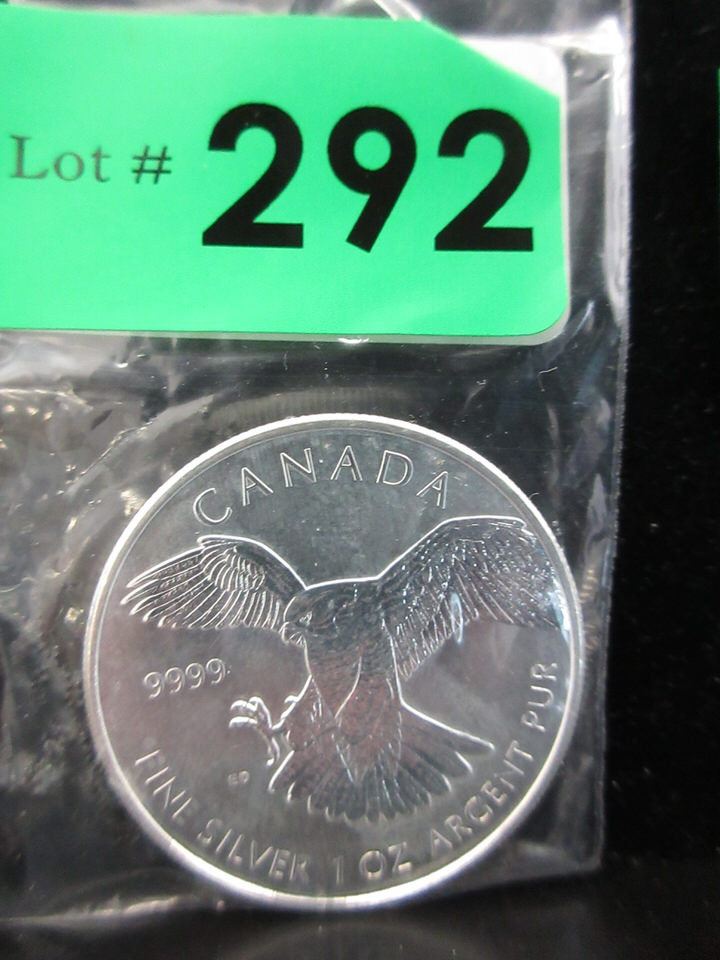 Lot # 292
CANADA
9999
FINE SILVER 1 OZ ARGENT PUR